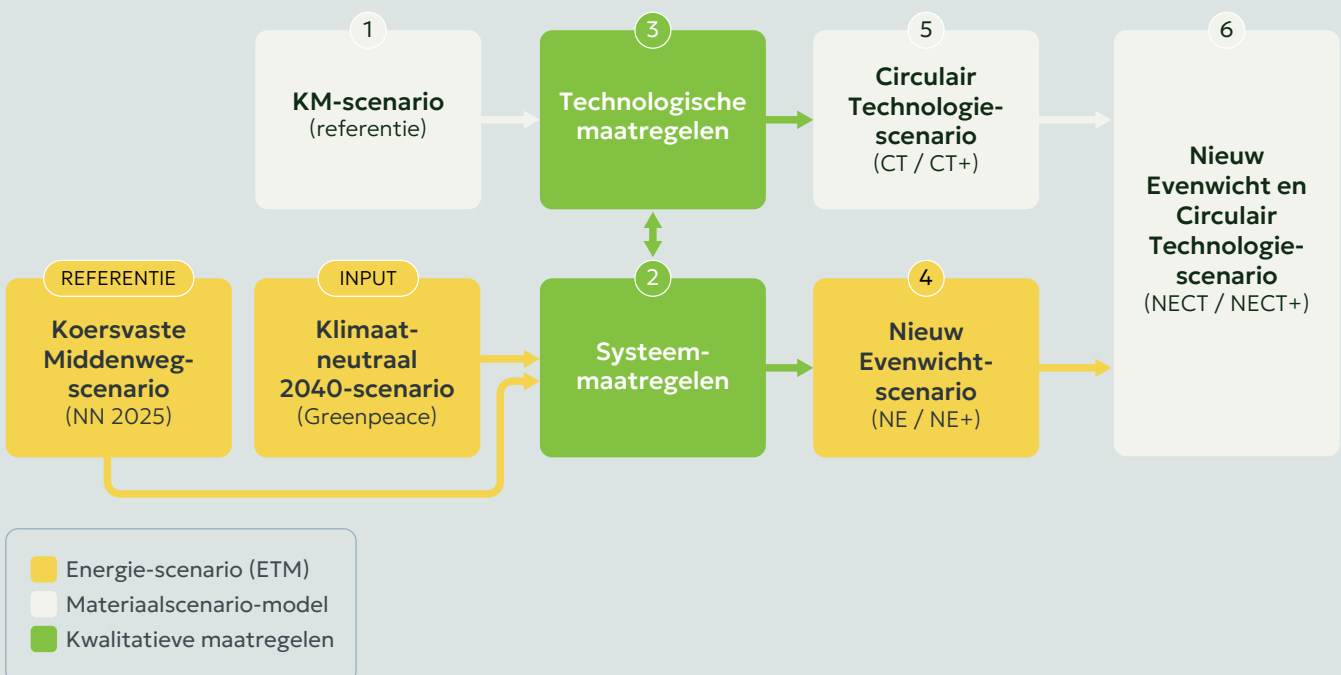 1
KM-scenario
(referentie)
3
Technologische
maatregelen
5
Circulair
Technologie-
scenario
(CT / CT+)
6
Nieuw
Evenwicht en
Circulair
Technologie-
scenario
(NECT / NECT+)
REFERENTIE
Koersvaste
Middenweg-
scenario
(NN 2025)
INPUT
Klimaat-
neutraal
2040-scenario
(Greenpeace)
2
Systeem-
maatregelen
4
Nieuw
Evenwicht-
scenario
(NE / NE+)
Energie-scenario (ETM)
Materiaalscenario-model
Kwalitatieve maatregelen